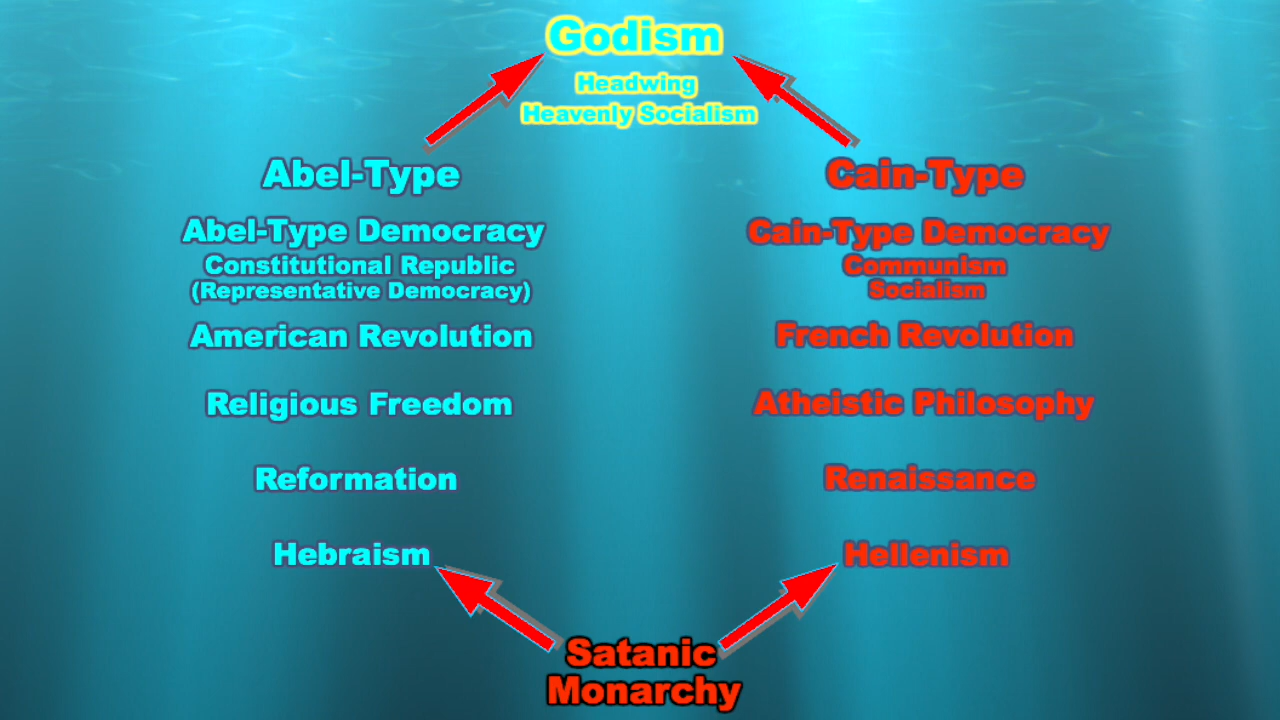 Godism
Headwing
Heavenly Socialism
Abel-Type
Abel-Type Democracy
Constitutional Republic
(Representative Democracy)
American Revolution
Religious Freedom
Reformation
Hebraism
Cain-Type
Cain-Type Democracy
Communism
Socialism
French Revolution
Atheistic Philosophy
Renaissance
Hellenism
Satanic
Monarchy